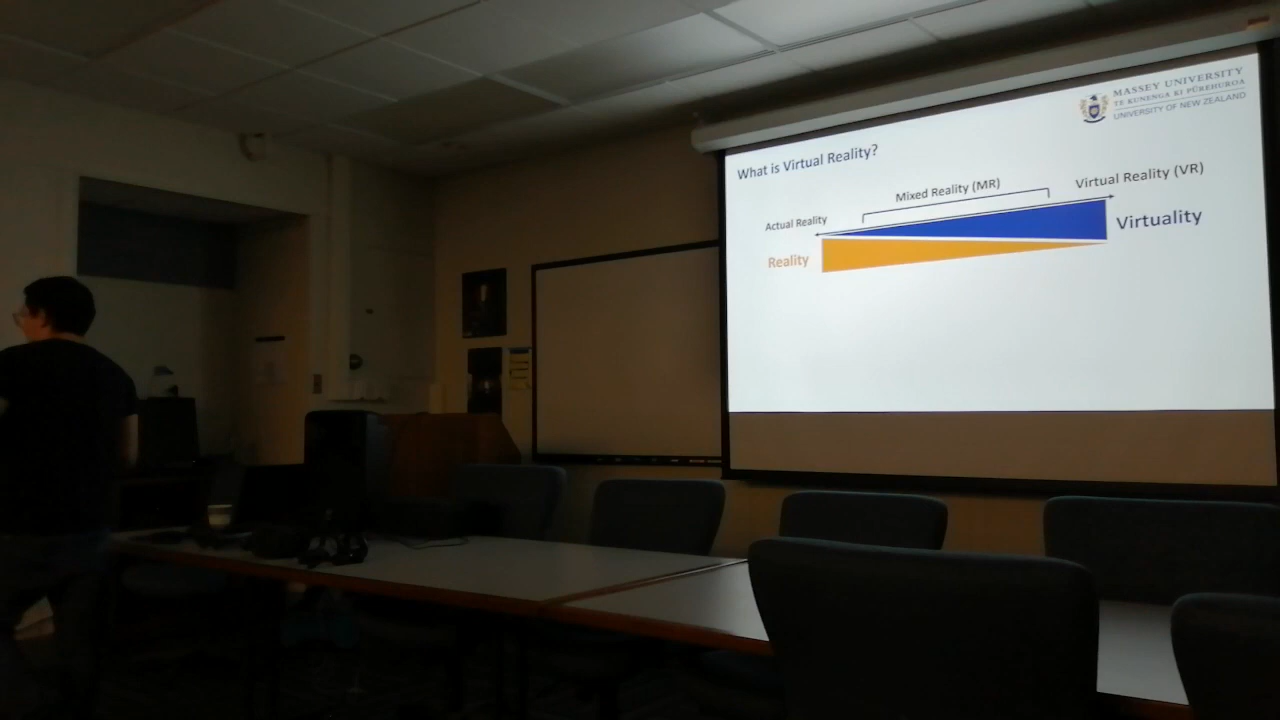 MASSEY UNIVERSITY
TE KUNENGA KI PŪREHUROA
UNIVERSITY OF NEW ZEALAND
What is Virtual Reality?
Mixed Reality (MR)
Virtual Reality (VR)
Actual Reality
Virtuality
Reality